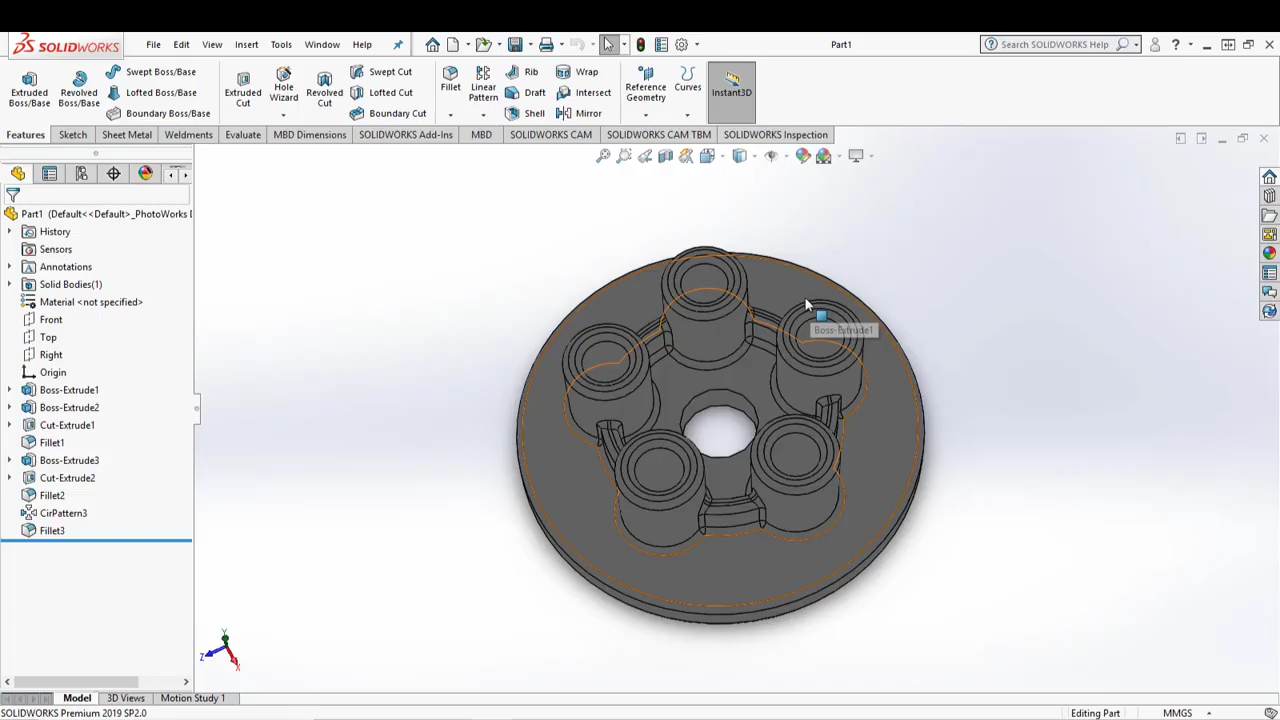 SOLIDWORKS File Edit View Insert Tools Window Help Part1 Search SOLIDWORKS Help
Extruded Boss/Base Revolved Boss/Base Swept Boss/Base Lofted Boss/Base Boundary Boss/Base Extruded Cut Hole Wizard Revolved Cut Swept Cut Lofted Cut Boundary Cut Fillet Linear Pattern Rib Draft Shell Wrap Intersect Mirror Reference Geometry Curves Instant3D
Features Sketch Sheet Metal Weldments Evaluate MBD Dimensions SOLIDWORKS Add-Ins MBD SOLIDWORKS CAM SOLIDWORKS CAM TBM SOLIDWORKS Inspection
Part1 (Default<<Default>_PhotoWorks D
History
Sensors
Annotations
Solid Bodies(1)
Material <not specified>
Front
Top
Right
Origin
Boss-Extrude1
Boss-Extrude2
Cut-Extrude1
Fillet1
Boss-Extrude3
Cut-Extrude2
Fillet2
CirPattern3
Fillet3
Boss-Extrude1
Y
Z
X
Model 3D Views Motion Study 1
SOLIDWORKS Premium 2019 SP2.0 Editing Part MMGS